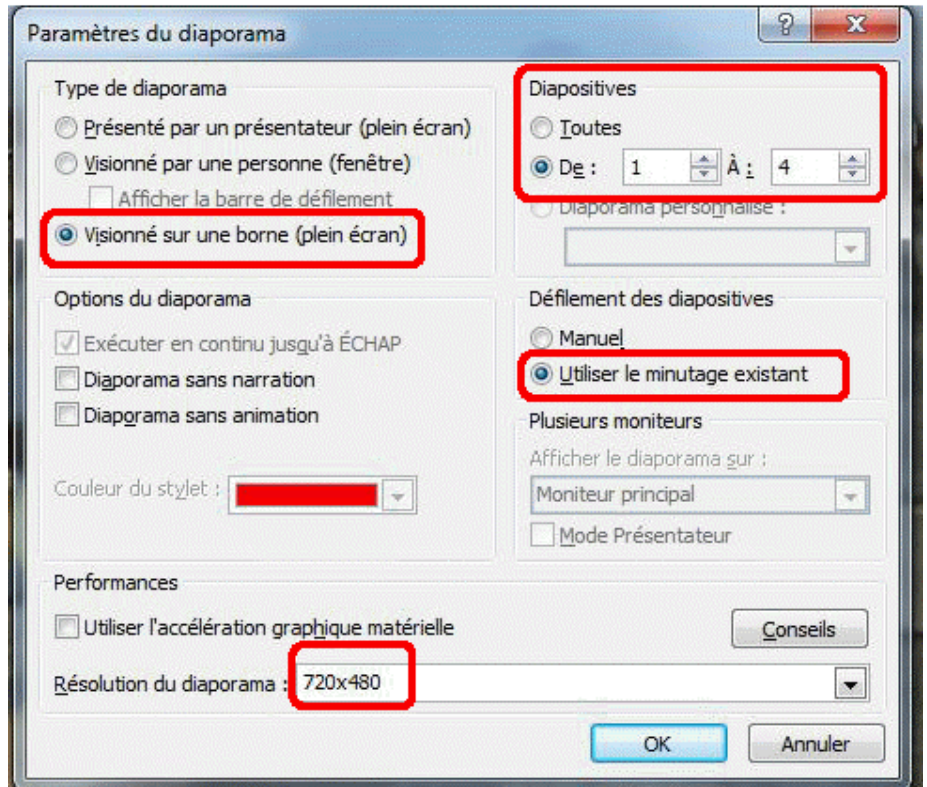 Paramètres du diaporama
Type de diaporama
Présenté par un présentateur (plein écran)
Visionné par une personne (fenêtre)
Afficher la barre de défilement
Visionné sur une borne (plein écran)
Diapositives
Toutes
De : 1 À : 4
Diaporama personnalisé :
Options du diaporama
Exécuter en continu jusqu'à ÉCHAP
Diaporama sans narration
Diaporama sans animation
Couleur du stylet :
Défilement des diapositives
Manuel
Utiliser le minutage existant
Plusieurs moniteurs
Afficher le diaporama sur :
Moniteur principal
Mode Présentateur
Performances
Utiliser l'accélération graphique matérielle
Conseils
Résolution du diaporama : 720x480
OK Annuler